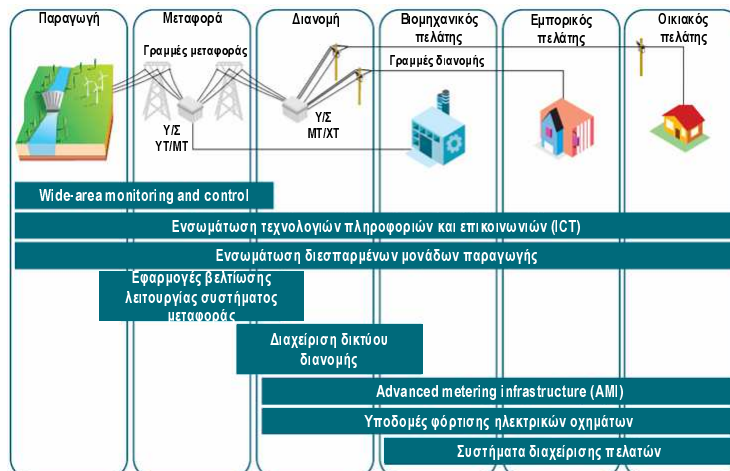 Παραγωγή
Μεταφορά
Διανομή
Βιομηχανικός
πελάτης
Εμπορικός
πελάτης
Οικιακός
πελάτης
Γραμμές μεταφοράς
Γραμμές διανομής
Υ/Σ
ΥΤ/ΜΤ
Υ/Σ
ΜΤ/ΧΤ
Wide-area monitoring and control
Ενσωμάτωση τεχνολογιών πληροφοριών και επικοινωνιών (ICT)
Ενσωμάτωση διεσπαρμένων μονάδων παραγωγής
Εφαρμογές βελτίωσης
λειτουργίας συστήματος
μεταφοράς
Διαχείριση δικτύου
διανομής
Advanced metering infrastructure (AMI)
Υποδομές φόρτισης ηλεκτρικών οχημάτων
Συστήματα διαχείρισης πελατών